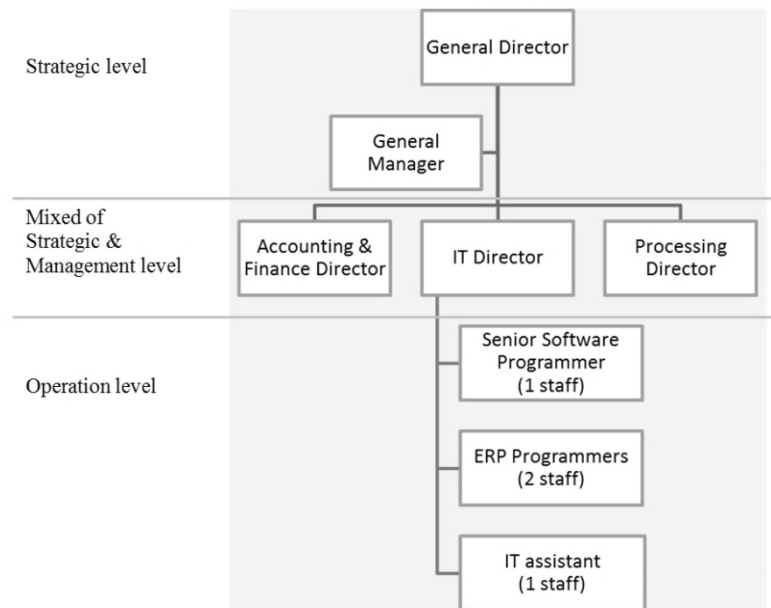 Strategic level
General Director
General
Manager
Mixed of
Strategic &
Management level
Accounting &
Finance Director
IT Director
Processing
Director
Operation level
Senior Software
Programmer
(1 staff)
ERP Programmers
(2 staff)
IT assistant
(1 staff)